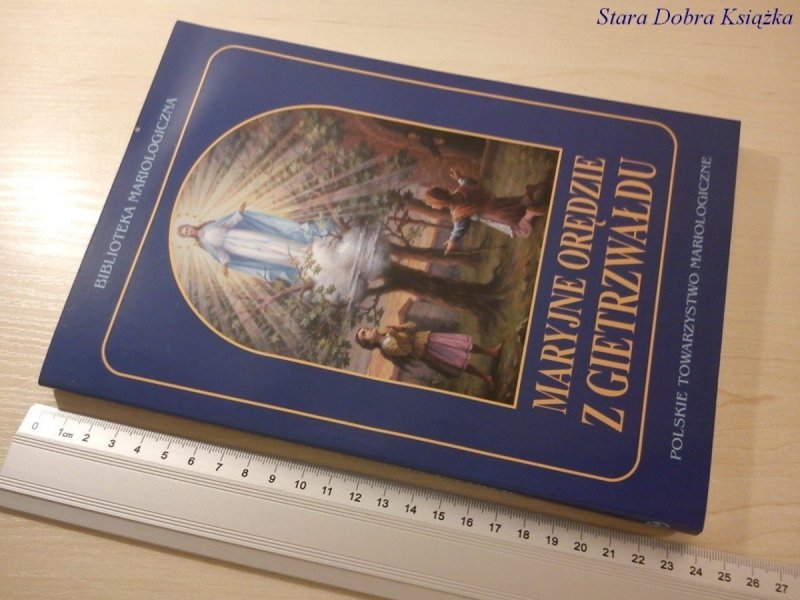 Stara Dobra Książka
BIBLIOTEKA MARIOLOGICZNA
MARYJNE ORĘDZIE
Z GIETRZWAŁDU
POLSKIE TOWARZYSTWO MARIOLOGICZNE
0 1cm 2 3 4 5 6 7 8 9 10 11 12 13 14 15 16 17 18 19 20 21 22 23 24 25 26 27